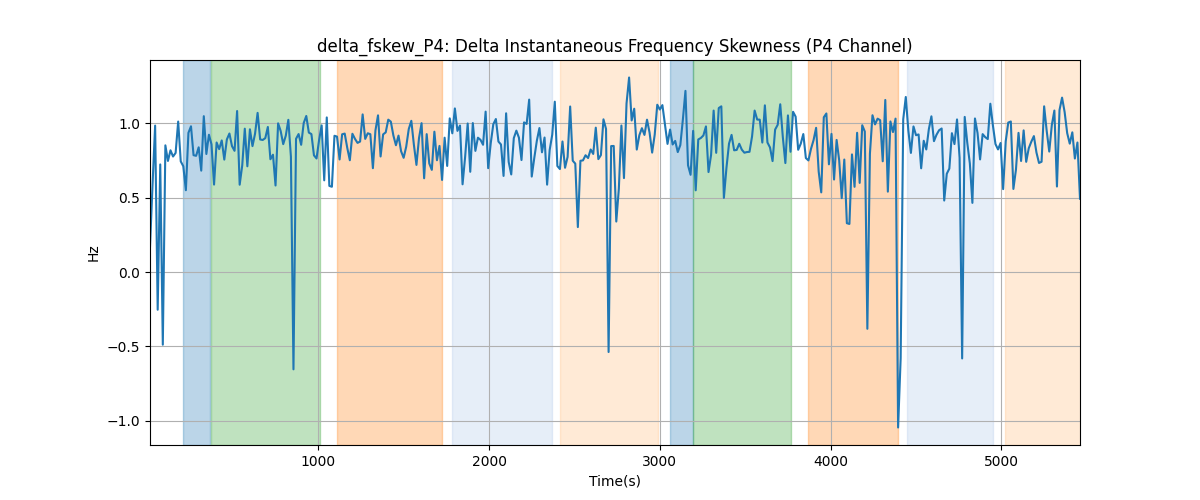 delta_fskew_P4: Delta Instantaneous Frequency Skewness (P4 Channel)
1.0
0.5
0.0
−0.5
−1.0
Hz
1000 2000 3000 4000 5000
Time(s)